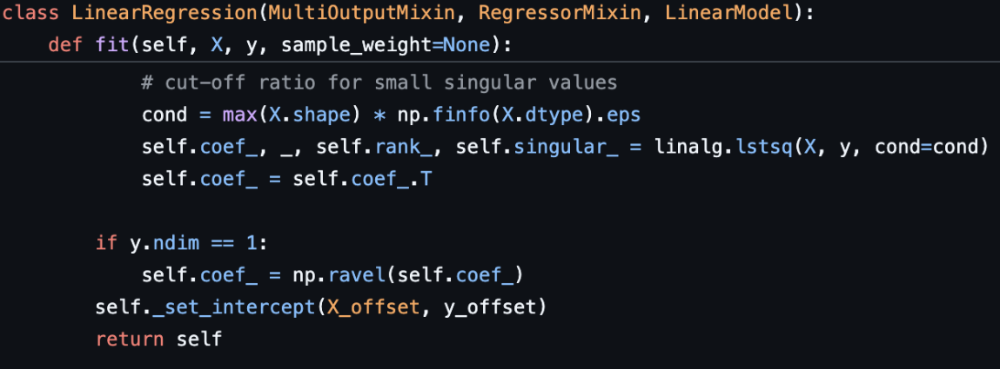 class LinearRegression(MultiOutputMixin, RegressorMixin, LinearModel):
    def fit(self, X, y, sample_weight=None):
            # cut-off ratio for small singular values
            cond = max(X.shape) * np.finfo(X.dtype).eps
            self.coef_, _, self.rank_, self.singular_ = linalg.lstsq(X, y, cond=cond)
            self.coef_ = self.coef_.T

        if y.ndim == 1:
            self.coef_ = np.ravel(self.coef_)
        self._set_intercept(X_offset, y_offset)
        return self